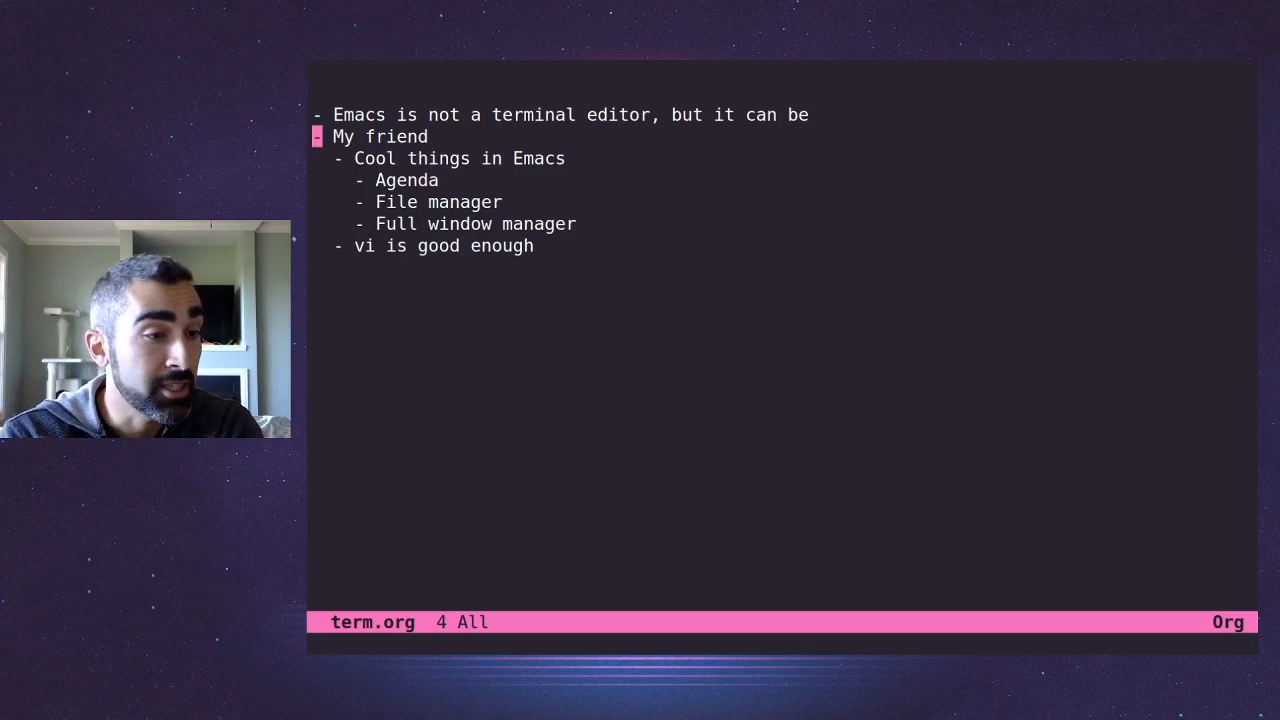 - Emacs is not a terminal editor, but it can be
- My friend
- Cool things in Emacs
- Agenda
- File manager
- Full window manager
- vi is good enough
term.org 4 All Org